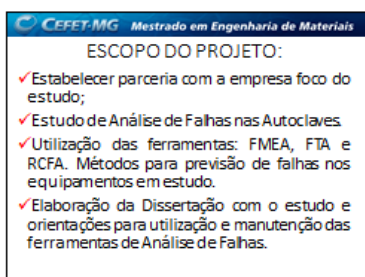 CEFET-MG Mestrado em Engenharia de Materiais
ESCOPO DO PROJETO:
✓Estabelecer parceria com a empresa foco do
estudo;
✓Estudo de Análise de Falhas nas Autoclaves.
✓Utilização das ferramentas: FMEA, FTA e
RCFA. Métodos para previsão de falhas nos
equipamentos em estudo.
✓Elaboração da Dissertação com o estudo e
orientações para utilização e manutenção das
ferramentas de Análise de Falhas.